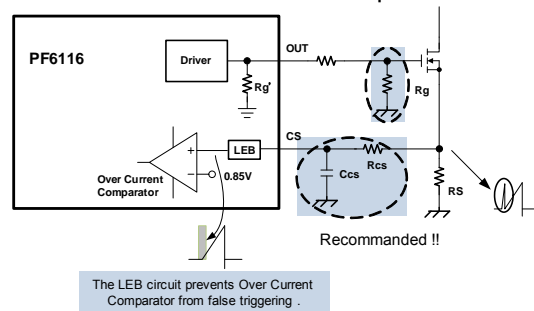 PF6116
Driver
OUT
Rg'
Rg
LEB
CS
Rcs
Ccs
+
-
0.85V
Over Current
Comparator
RS
Recommanded !!
The LEB circuit prevents Over Current
Comparator from false triggering .